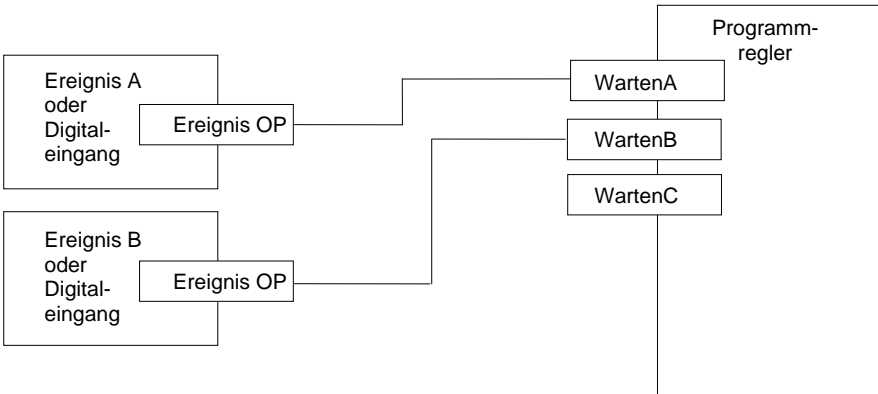 Programm-
regler
Ereignis A
oder
Digital-
eingang
Ereignis OP
WartenA
WartenB
WartenC
Ereignis B
oder
Digital-
eingang
Ereignis OP